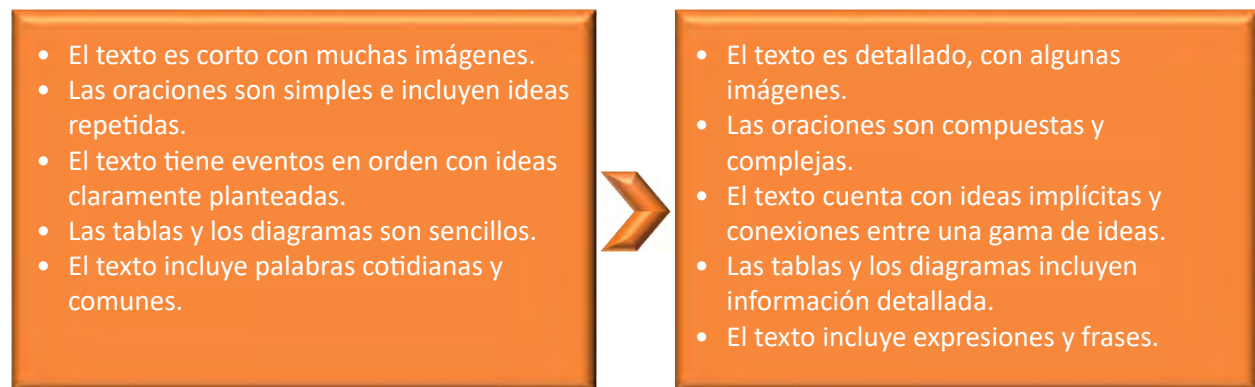 • El texto es corto con muchas imágenes.
• Las oraciones son simples e incluyen ideas
repetidas.
• El texto tiene eventos en orden con ideas
claramente planteadas.
• Las tablas y los diagramas son sencillos.
• El texto incluye palabras cotidianas y
comunes.
• El texto es detallado, con algunas
imágenes.
• Las oraciones son compuestas y
complejas.
• El texto cuenta con ideas implícitas y
conexiones entre una gama de ideas.
• Las tablas y los diagramas incluyen
información detallada.
• El texto incluye expresiones y frases.